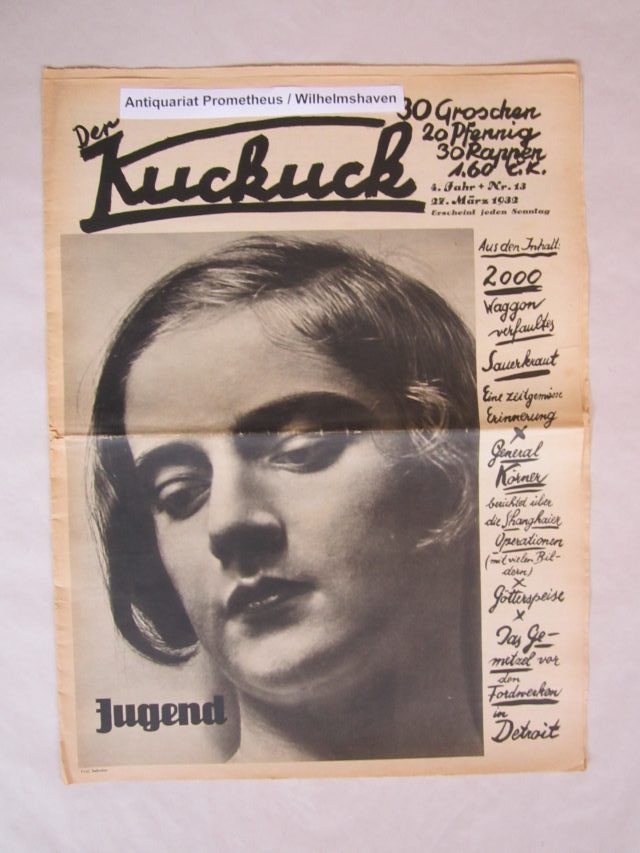 Antiquariat Prometheus / Wilhelmshaven
Der
Kuckuck
30 Groschen
20 Pfennig
30 Rappen
1.60 č.k.
4. Jahr + Nr. 13
27. März 1932
Erscheint jeden Sonntag
Aus den Inhalt:
2000
Waggon
verfaultes
Sauerkraut
Eine zeitgemässe
Erinnerung
x
General
Körner
berichtet über
die Shanghaier
Operationen
(mit vielen Bil-
dern)
x
Götterspeise
x
Das Ge-
metzel vor
den
Fordwerken
in
Detroit
Jugend